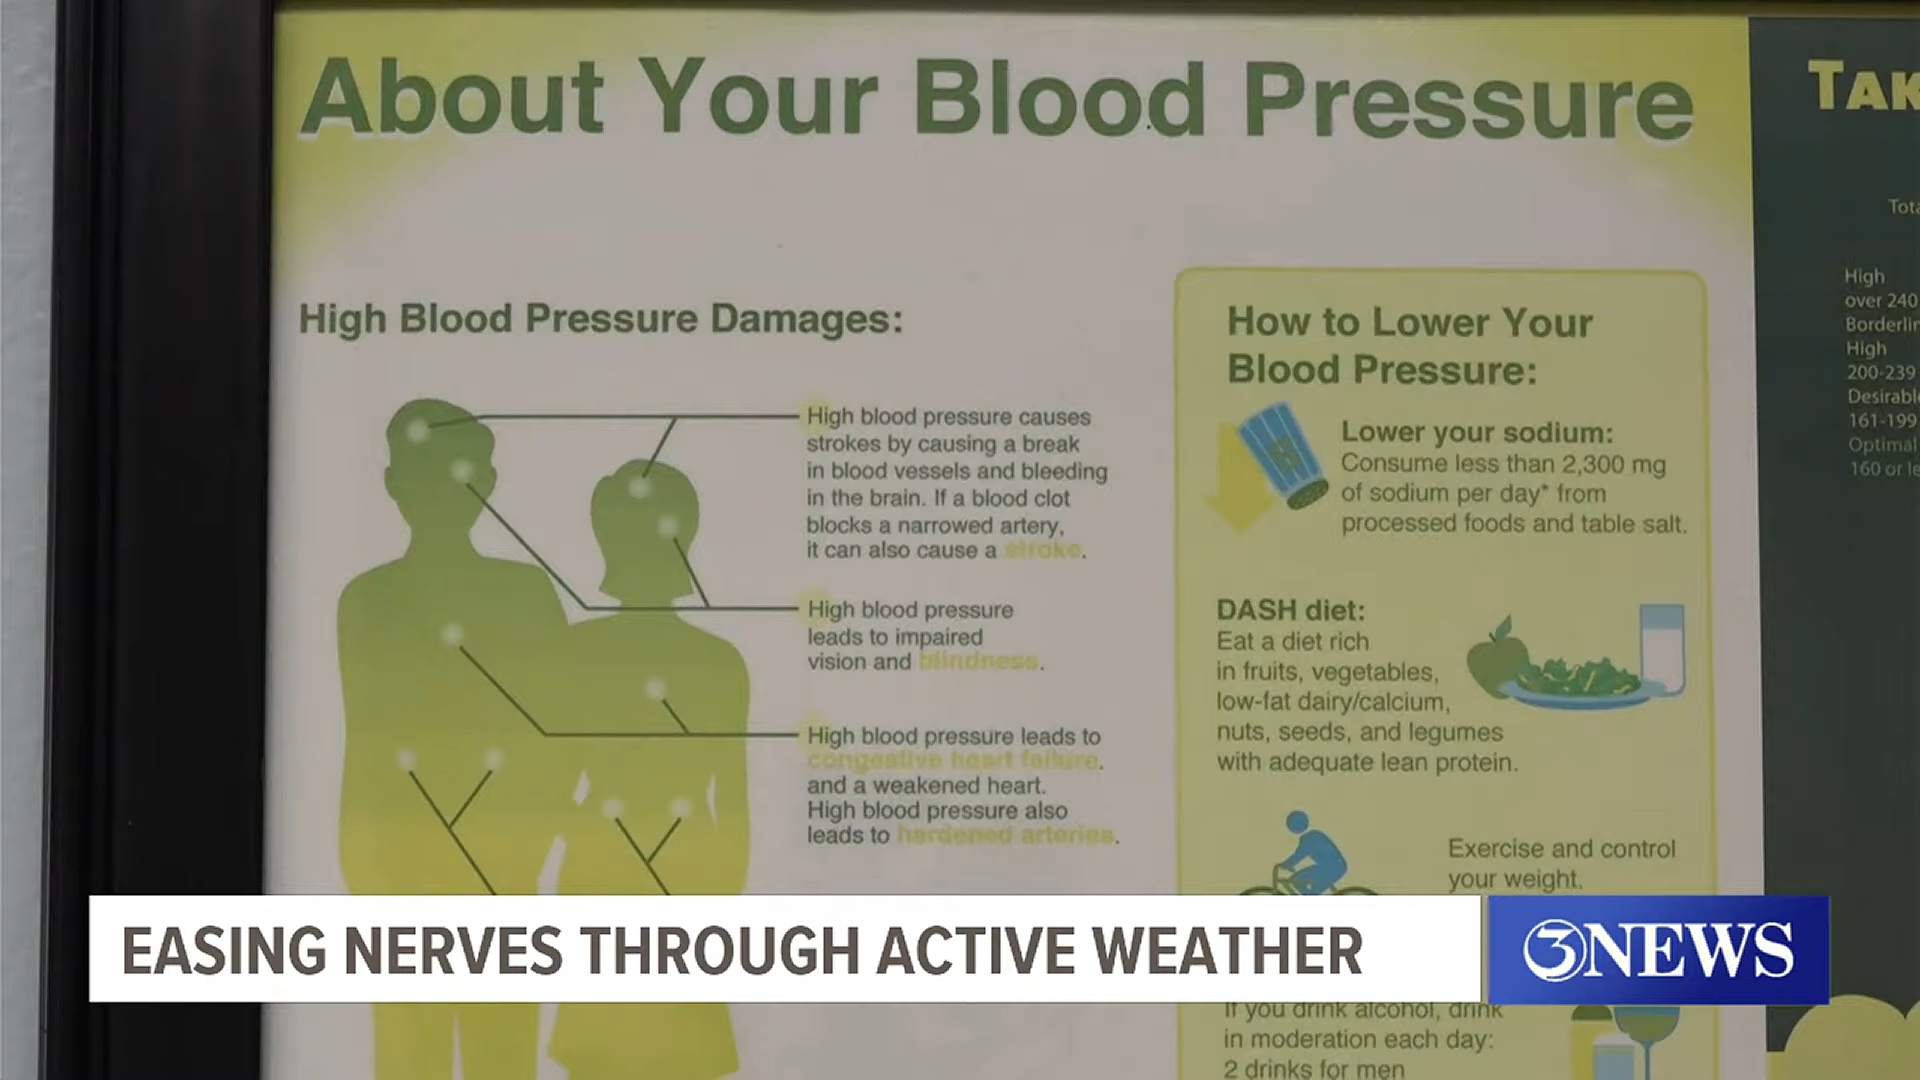 About Your Blood Pressure
High Blood Pressure Damages:
High blood pressure causes
strokes by causing a break
in blood vessels and bleeding
in the brain. If a blood clot
blocks a narrowed artery,
it can also cause a stroke.
High blood pressure
leads to impaired
vision and blindness.
High blood pressure leads to
congestive heart failure.
and a weakened heart.
High blood pressure also
leads to hardened arteries.
How to Lower Your
Blood Pressure:
Lower your sodium:
Consume less than 2,300 mg
of sodium per day* from
processed foods and table salt.
DASH diet:
Eat a diet rich
in fruits, vegetables,
low-fat dairy/calcium,
nuts, seeds, and legumes
with adequate lean protein.
Exercise and control
your weight.
If you drink alcohol, drink
in moderation each day:
2 drinks for men
High
over 240
High
200-239
161-199
Optimal
160 or
EASING NERVES THROUGH ACTIVE WEATHER
3NEWS